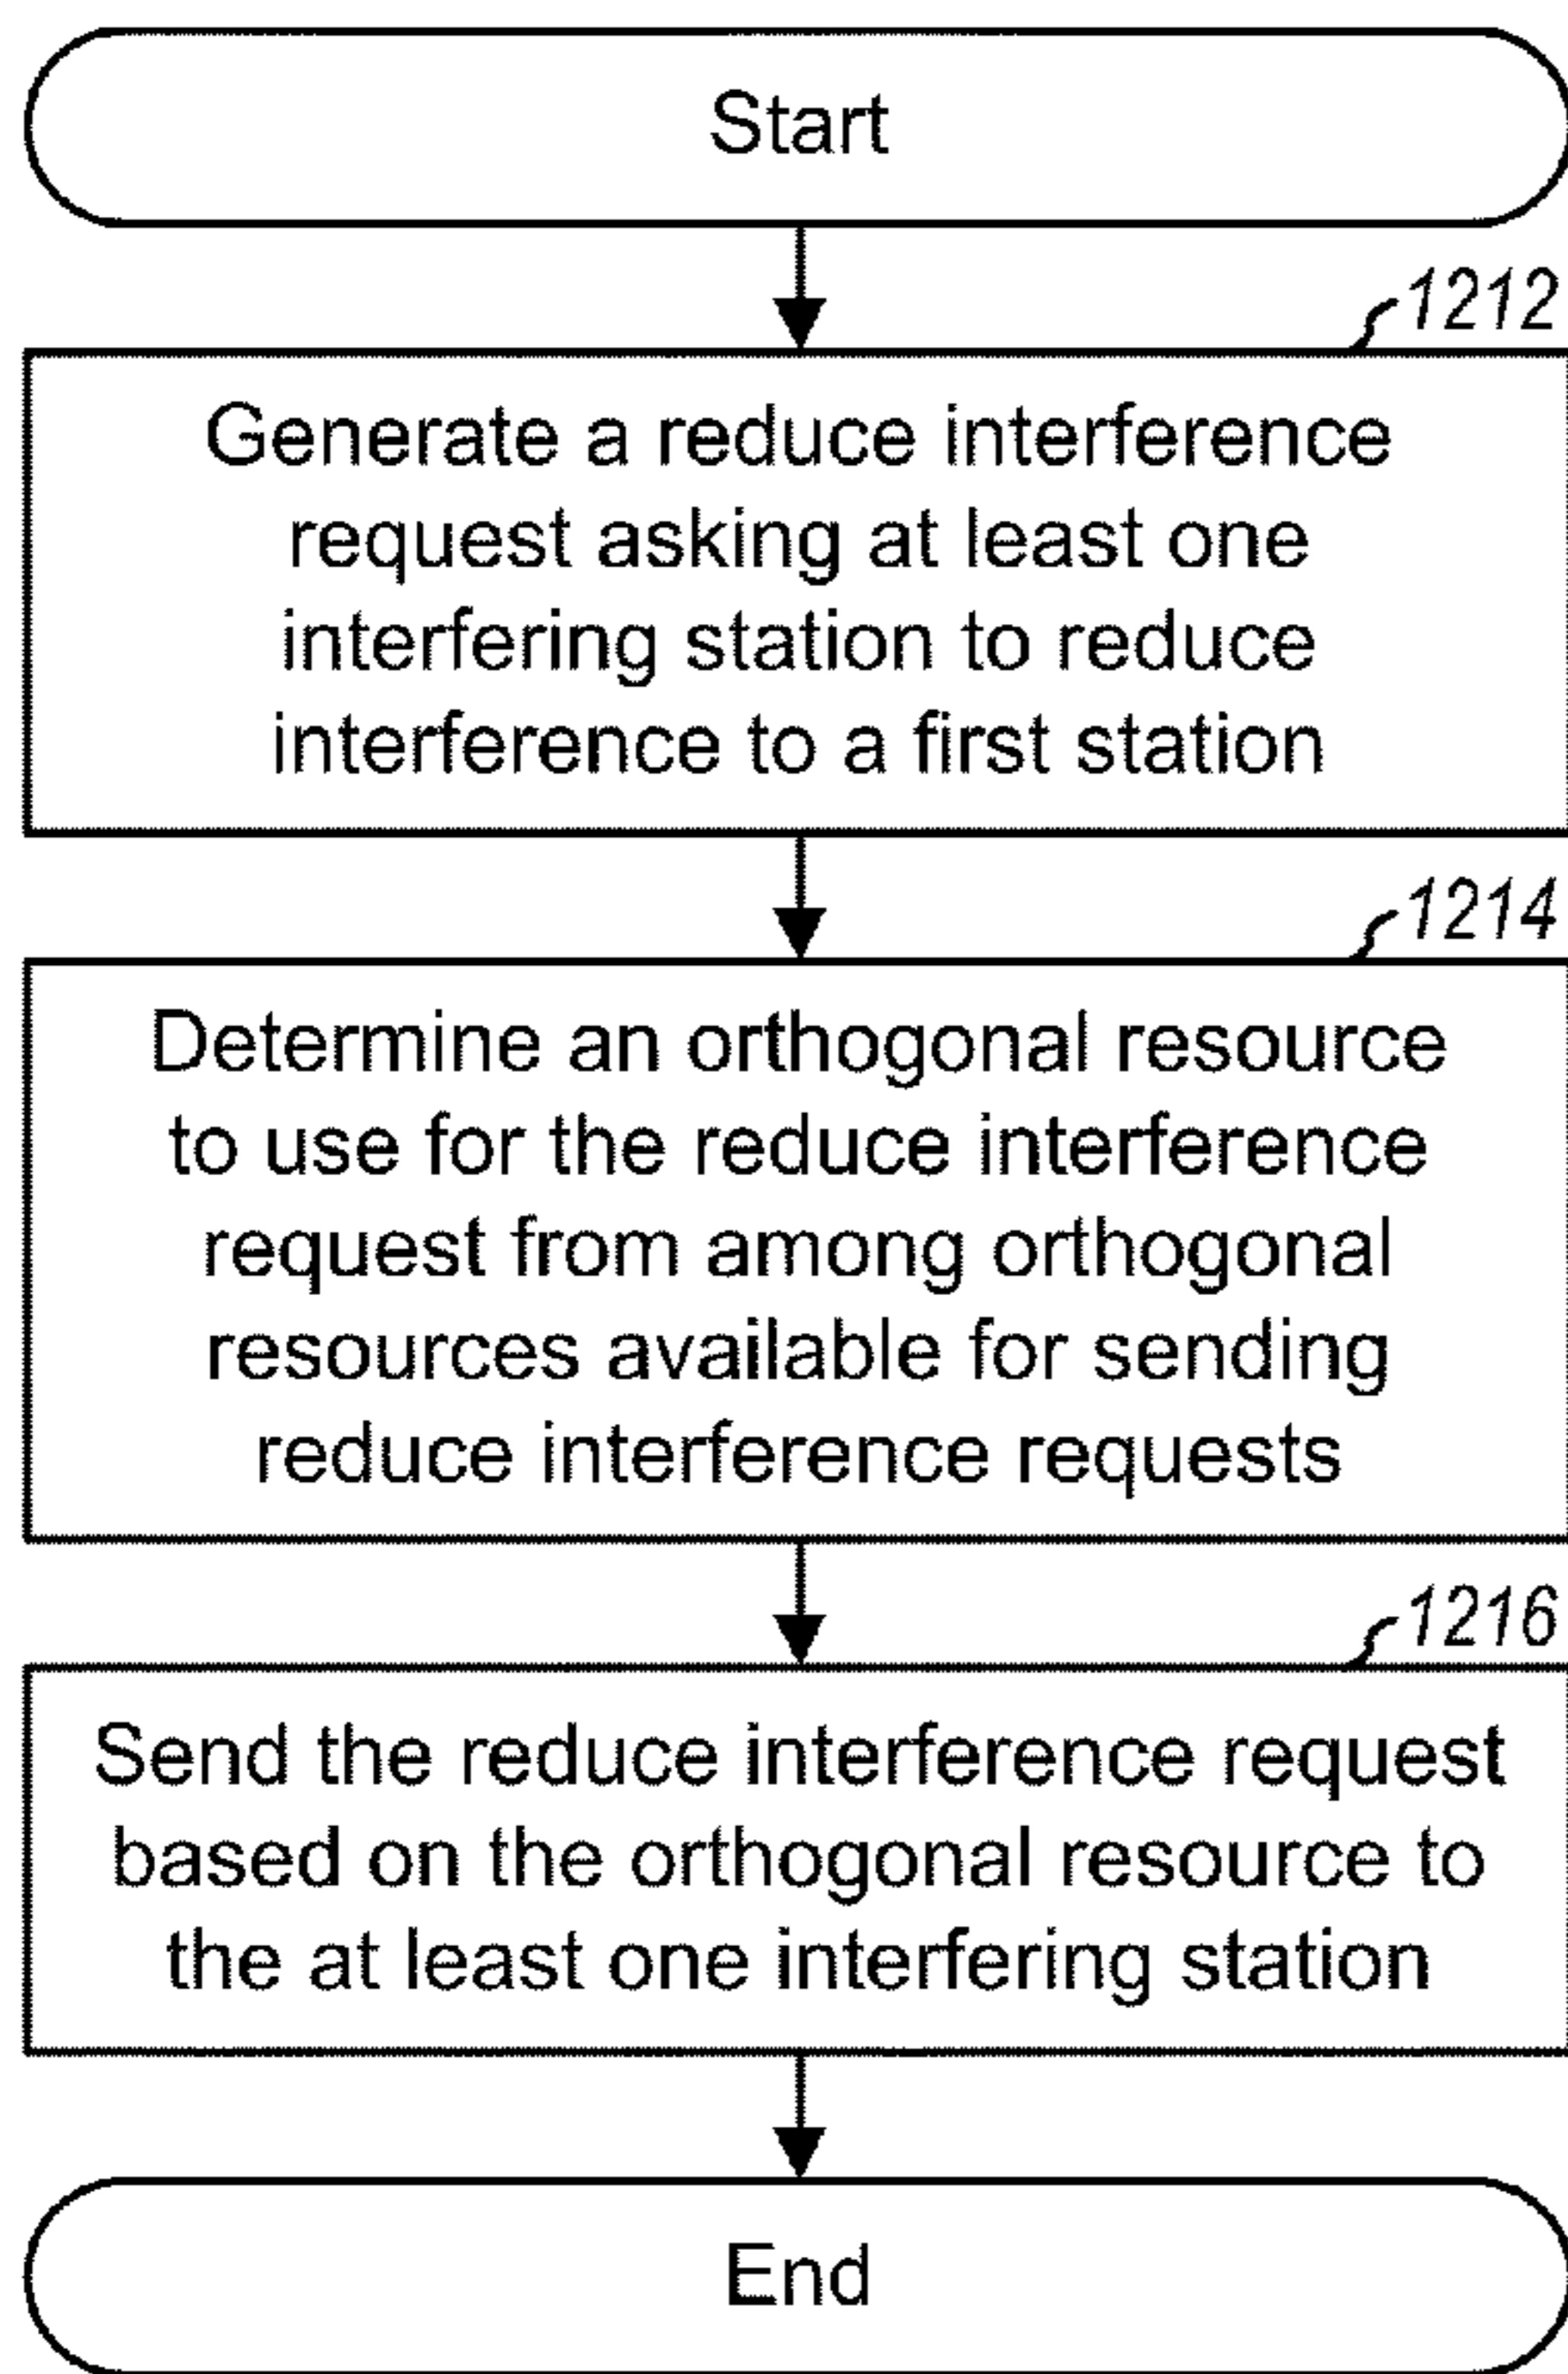 Start
1212
Generate a reduce interference
request asking at least one
interfering station to reduce
interference to a first station
1214
Determine an orthogonal resource
to use for the reduce interference
request from among orthogonal
resources available for sending
reduce interference requests
1216
Send the reduce interference request
based on the orthogonal resource to
the at least one interfering station
End